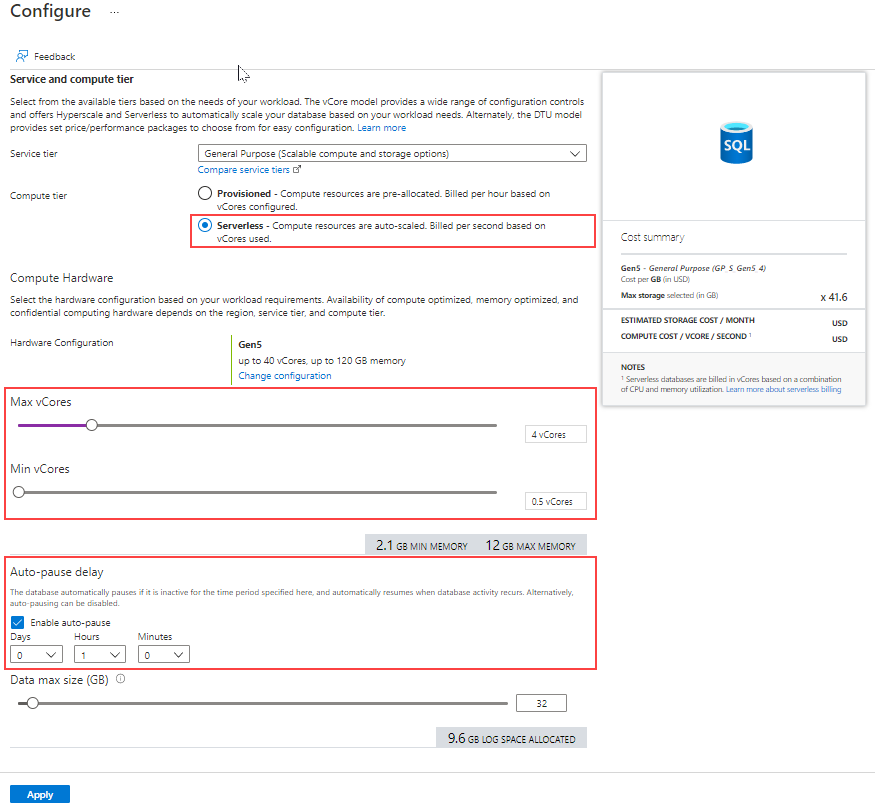 Configure ...
Feedback
Service and compute tier
Select from the available tiers based on the needs of your workload. The vCore model provides a wide range of configuration controls
and offers Hyperscale and Serverless to automatically scale your database based on your workload needs. Alternately, the DTU model
provides set price/performance packages to choose from for easy configuration. Learn more
Service tier
General Purpose (Scalable compute and storage options)
Compare service tiers
Compute tier
Provisioned - Compute resources are pre-allocated. Billed per hour based on
vCores configured.
Serverless - Compute resources are auto-scaled. Billed per second based on
vCores used.
Compute Hardware
Select the hardware configuration based on your workload requirements. Availability of compute optimized, memory optimized, and
confidential computing hardware depends on the region, service tier, and compute tier.
Hardware Configuration
Gen5
up to 40 vCores, up to 120 GB memory
Change configuration
Max vCores
4 vCores
Min vCores
0.5 vCores
2.1 GB MIN MEMORY 12 GB MAX MEMORY
Auto-pause delay
The database automatically pauses if it is inactive for the time period specified here, and automatically resumes when database activity recurs. Alternatively,
auto-pausing can be disabled.
Enable auto-pause
Days Hours Minutes
0 1 0
Data max size (GB)
32
9.6 GB LOG SPACE ALLOCATED
Apply
SQL
Cost summary
Gen5 - General Purpose (GP_S_Gen5_4)
Cost per GB (in USD)
Max storage selected (in GB) x 41.6
ESTIMATED STORAGE COST / MONTH USD
COMPUTE COST / VCORE / SECOND 1 USD
NOTES
1 Serverless databases are billed in vCores based on a combination
of CPU and memory utilization. Learn more about serverless billing